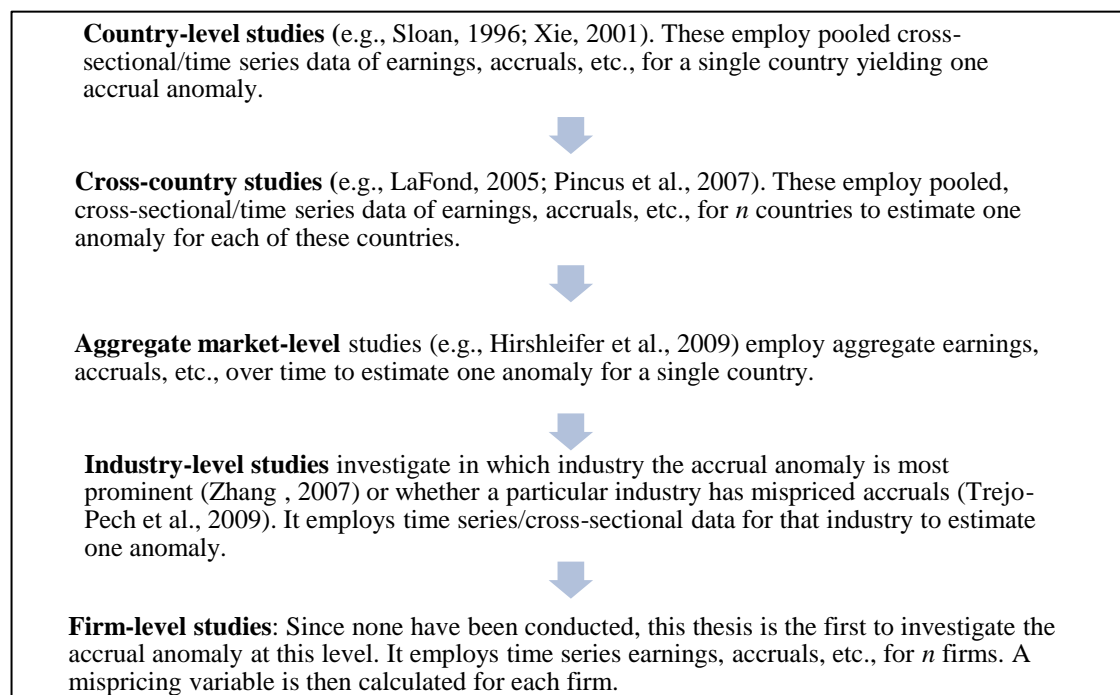 Country-level studies (e.g., Sloan, 1996; Xie, 2001). These employ pooled cross-
sectional/time series data of earnings, accruals, etc., for a single country yielding one
accrual anomaly.
Cross-country studies (e.g., LaFond, 2005; Pincus et al., 2007). These employ pooled,
cross-sectional/time series data of earnings, accruals, etc., for n countries to estimate one
anomaly for each of these countries.
Aggregate market-level studies (e.g., Hirshleifer et al., 2009) employ aggregate earnings,
accruals, etc., over time to estimate one anomaly for a single country.
Industry-level studies investigate in which industry the accrual anomaly is most
prominent (Zhang , 2007) or whether a particular industry has mispriced accruals (Trejo-
Pech et al., 2009). It employs time series/cross-sectional data for that industry to estimate
one anomaly.
Firm-level studies: Since none have been conducted, this thesis is the first to investigate the
accrual anomaly at this level. It employs time series earnings, accruals, etc., for n firms. A
mispricing variable is then calculated for each firm.